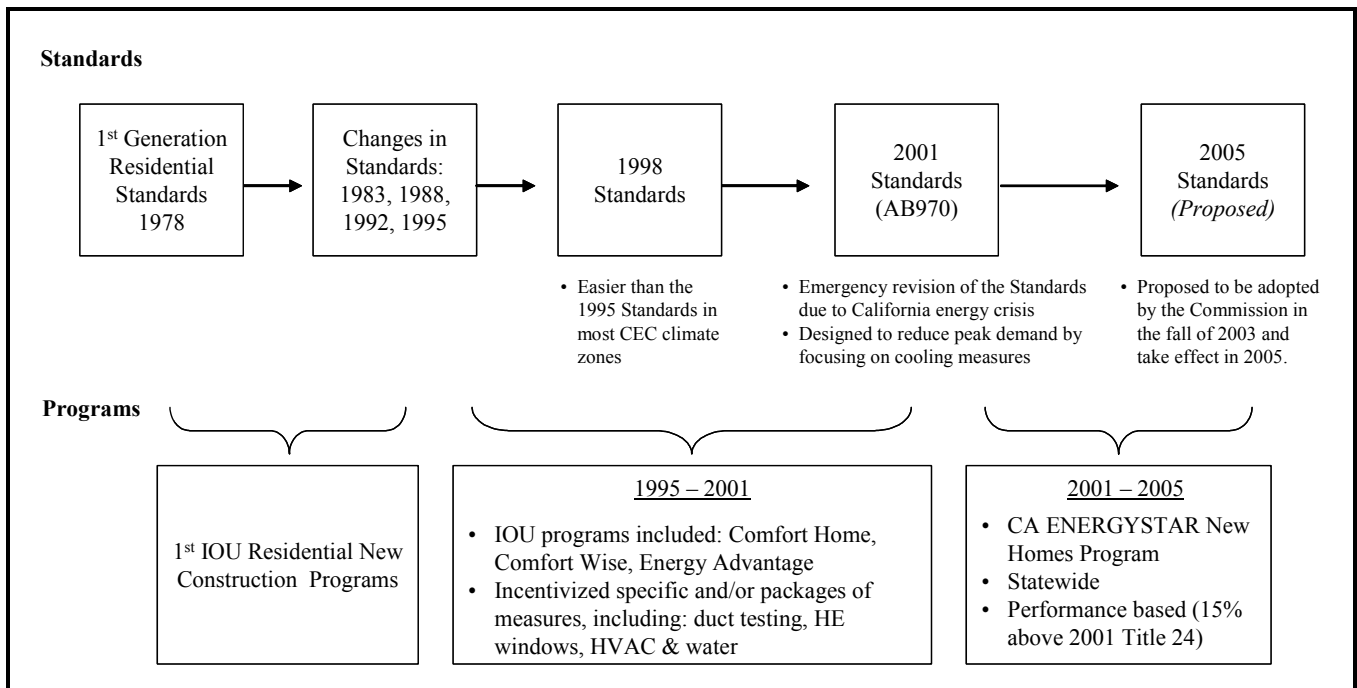 Standards
1st Generation
Residential
Standards
1978
Changes in
Standards:
1983, 1988,
1992, 1995
1998
Standards
2001
Standards
(AB970)
2005
Standards
(Proposed)
• Easier than the
1995 Standards in
most CEC climate
zones
• Emergency revision of the Standards
due to California energy crisis
• Designed to reduce peak demand by
focusing on cooling measures
• Proposed to be adopted
by the Commission in
the fall of 2003 and
take effect in 2005.
Programs
1st IOU Residential New
Construction Programs
1995 – 2001
• IOU programs included: Comfort Home,
Comfort Wise, Energy Advantage
• Incentivized specific and/or packages of
measures, including: duct testing, HE
windows, HVAC & water
2001 – 2005
• CA ENERGYSTAR New
Homes Program
• Statewide
• Performance based (15%
above 2001 Title 24)